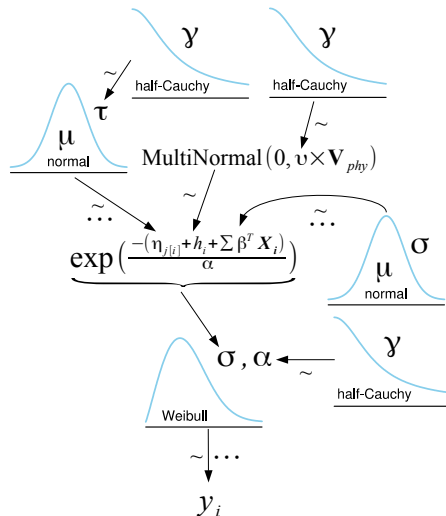 γ
γ
~
half-Cauchy
half-Cauchy
τ
μ
normal
~
MultiNormal(0, υ×V_phy)
~
...
~
~
...
σ
exp(−(η_j[i]+h_i+∑ β^T X_i)/α)
μ
normal
γ
σ , α
~
half-Cauchy
Weibull
~ ...
y_i